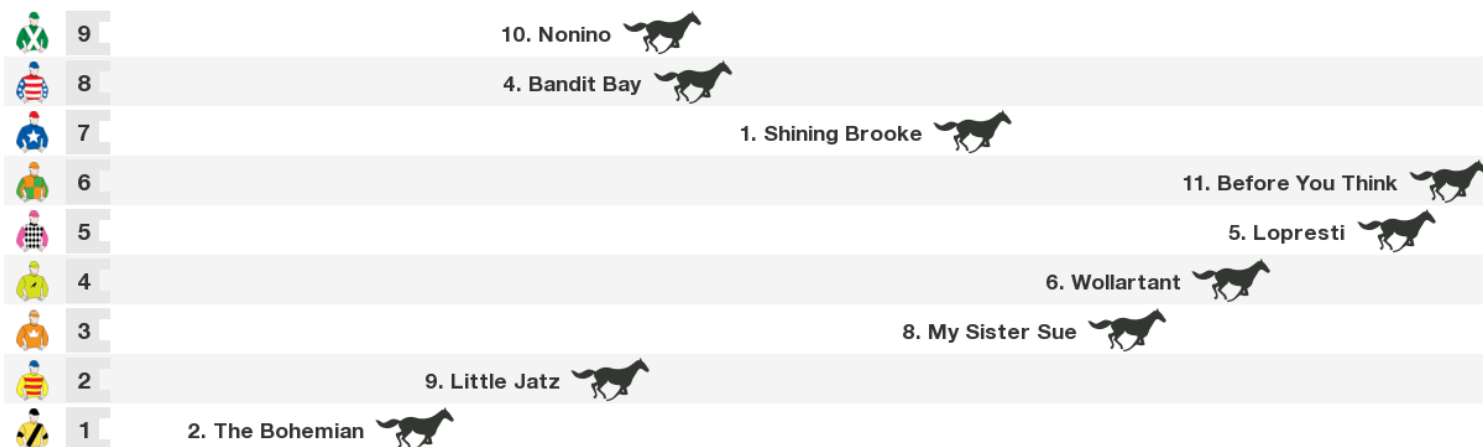 9 10. Nonino
8 4. Bandit Bay
7 1. Shining Brooke
6 11. Before You Think
5 5. Lopresti
4 6. Wollartant
3 8. My Sister Sue
2 9. Little Jatz
1 2. The Bohemian